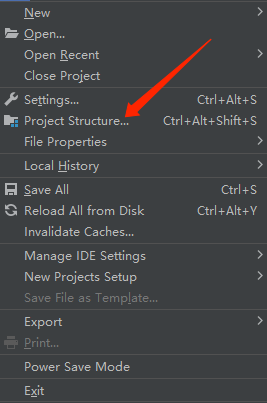 New
Open...
Open Recent
Close Project
Settings... Ctrl+Alt+S
Project Structure... Ctrl+Alt+Shift+S
File Properties
Local History
Save All Ctrl+S
Reload All from Disk Ctrl+Alt+Y
Invalidate Caches...
Manage IDE Settings
New Projects Setup
Save File as Template...
Export
Print...
Power Save Mode
Exit